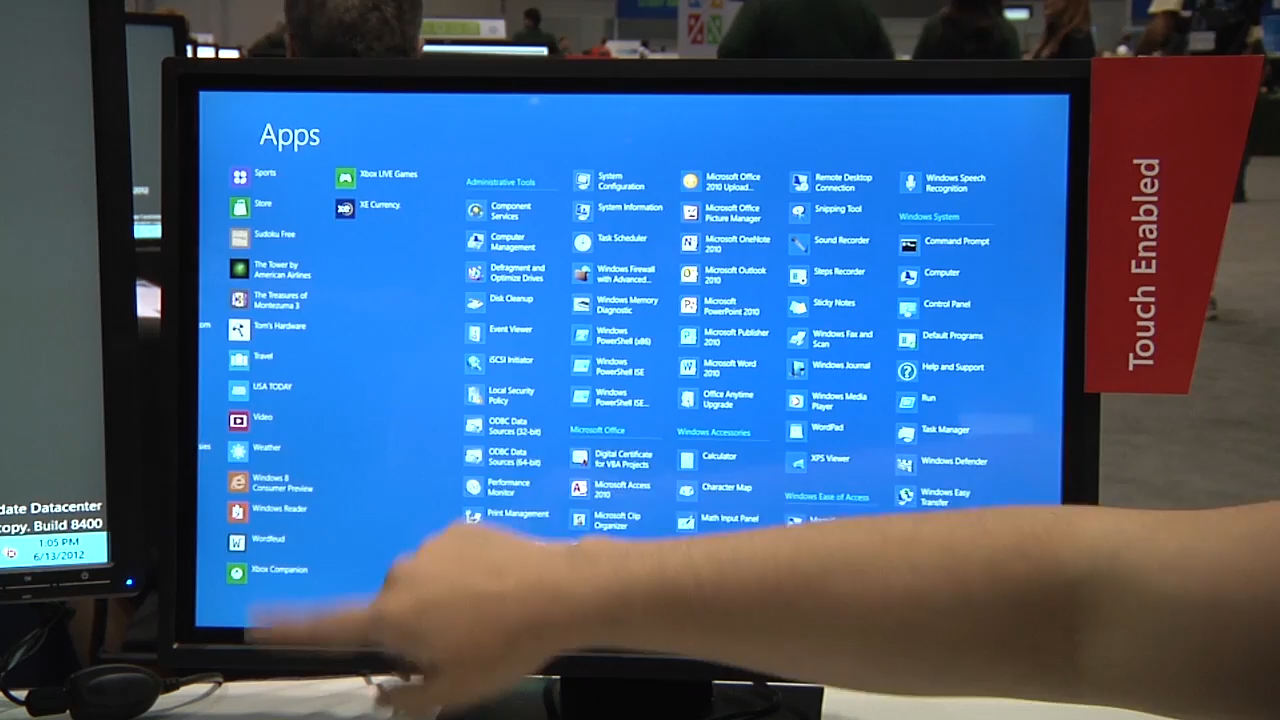 Apps
Sports
Store
Sudoku Free
The Tower by
American Airlines
The Treasures of
Montezuma 3
Tom's Hardware
Travel
USA TODAY
Video
Weather
Windows 8
Consumer Preview
Windows Reader
Wordfeud
Xbox Companion
Xbox LIVE Games
XE Currency
Administrative Tools
Component
Services
Computer
Management
Defragment and
Optimize Drives
Disk Cleanup
Event Viewer
iSCSI Initiator
Local Security
Policy
ODBC Data
Sources (32-bit)
ODBC Data
Sources (64-bit)
Performance
Monitor
Print Management
System
Configuration
System Information
Task Scheduler
Windows Firewall
with Advanced...
Windows Memory
Diagnostic
Windows
PowerShell (x86)
Windows
PowerShell ISE
Windows
PowerShell ISE...
Microsoft Office
Digital Certificate
for VBA Projects
Microsoft Access
2010
Microsoft Clip
Organizer
Microsoft Office
2010 Upload...
Microsoft Office
Picture Manager
Microsoft OneNote
2010
Microsoft Outlook
2010
Microsoft
PowerPoint 2010
Microsoft Publisher
2010
Microsoft Word
2010
Office Anytime
Upgrade
Windows Accessories
Calculator
Character Map
Math Input Panel
Remote Desktop
Connection
Snipping Tool
Sound Recorder
Steps Recorder
Sticky Notes
Windows Fax and
Scan
Windows Journal
Windows Media
Player
WordPad
XPS Viewer
Windows Ease of Access
Windows Speech
Recognition
Windows System
Command Prompt
Computer
Control Panel
Default Programs
Help and Support
Run
Task Manager
Windows Defender
Windows Easy
Transfer
Touch Enabled
date Datacenter
copy. Build 8400
1:05 PM
6/13/2012